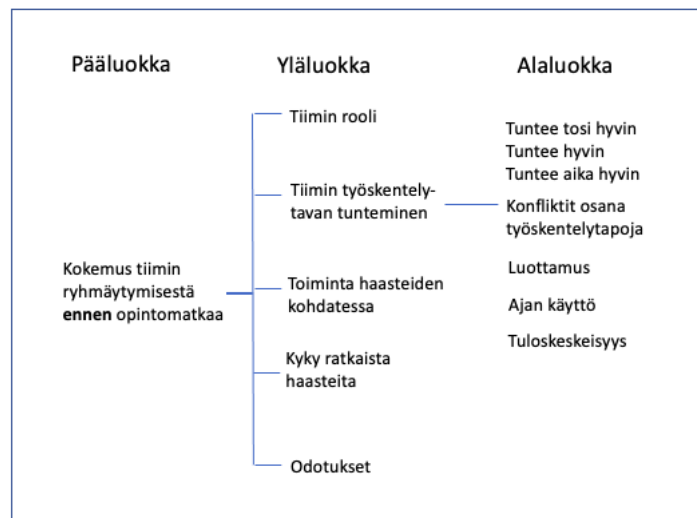 Pääluokka
Yläluokka
Alaluokka
Kokemus tiimin
ryhmäytymisestä
ennen opintomatkaa
Tiimin rooli
Tiimin työskentely-
tavan tunteminen
Toiminta haasteiden
kohdatessa
Kyky ratkaista
haasteita
Odotukset
Tuntee tosi hyvin
Tuntee hyvin
Tuntee aika hyvin
Konfliktit osana
työskentelytapoja
Luottamus
Ajan käyttö
Tuloskeskeisyys